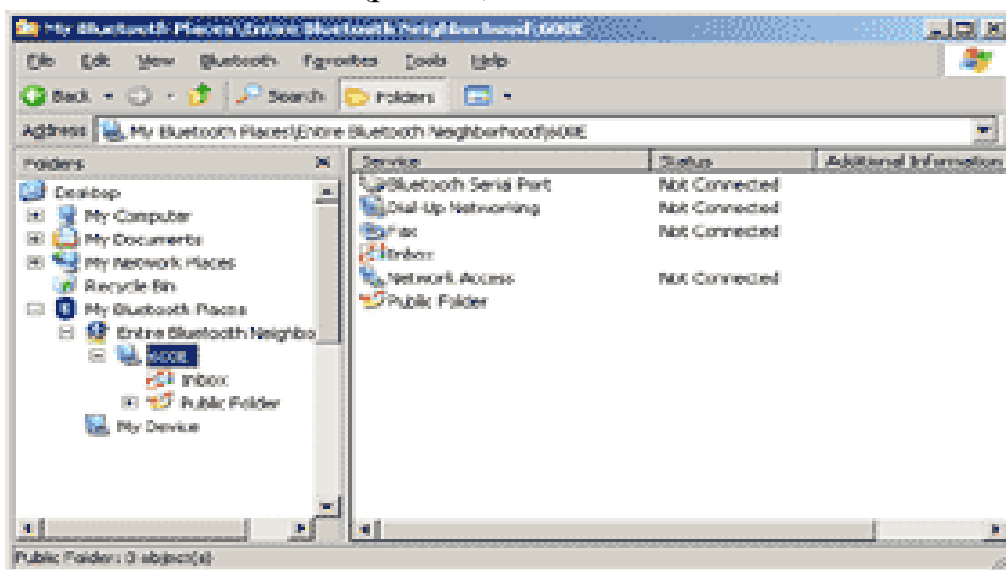 My Bluetooth Places\Entire Bluetooth Neighborhood\600E
File Edit View Bluetooth Favorites Tools Help
Back Search Folders
Address My Bluetooth Places\Entire Bluetooth Neighborhood\600E
Folders Service Status Additional Information
Desktop
My Computer
My Documents
My Network Places
Recycle Bin
My Bluetooth Places
Entire Bluetooth Neighbo
600E
Inbox
Public Folder
My Device
Bluetooth Serial Port Not Connected
Dial-Up Networking Not Connected
Fax Not Connected
Inbox
Network Access Not Connected
Public Folder
Public Folder: 0 object(s)